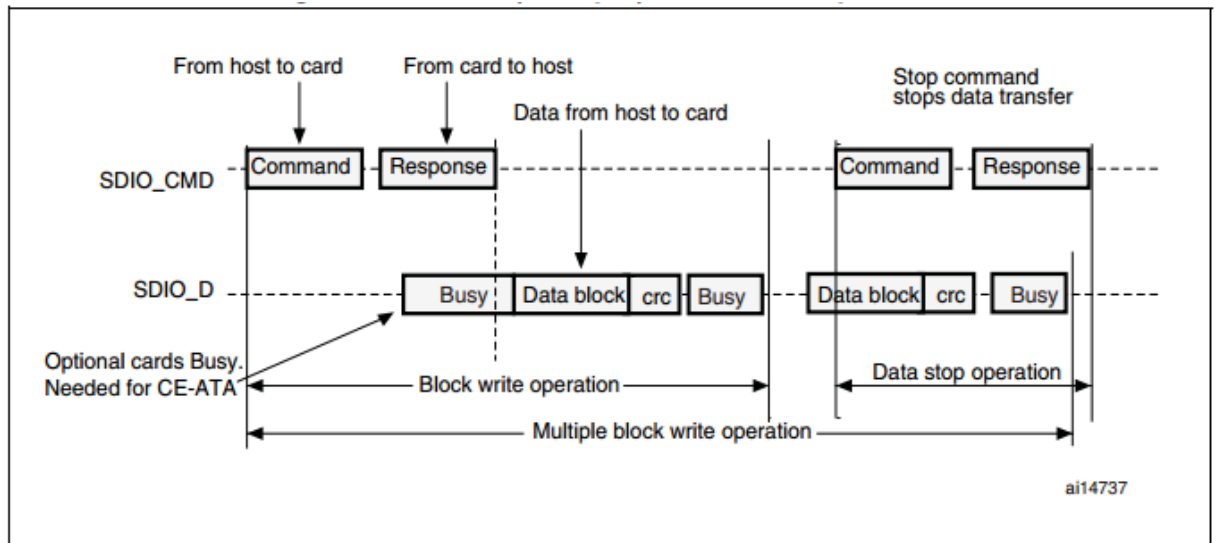 From host to card
From card to host
Data from host to card
Stop command
stops data transfer
SDIO_CMD
Command
Response
Command
Response
SDIO_D
Busy
Data block
crc
Busy
Data block
crc
Busy
Optional cards Busy.
Needed for CE-ATA
Block write operation
Data stop operation
Multiple block write operation
ai14737